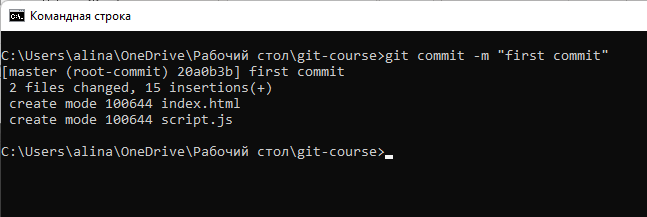 Командная строка
C:\Users\alina\OneDrive\Рабочий стол\git-course>git commit -m "first commit"
[master (root-commit) 20a0b3b] first commit
 2 files changed, 15 insertions(+)
 create mode 100644 index.html
 create mode 100644 script.js
C:\Users\alina\OneDrive\Рабочий стол\git-course>